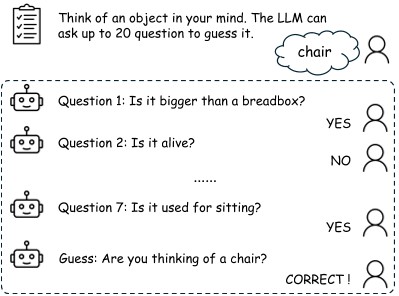 Think of an object in your mind. The LLM can
ask up to 20 question to guess it.
chair
Question 1: Is it bigger than a breadbox?
YES
Question 2: Is it alive?
NO
......
Question 7: Is it used for sitting?
YES
Guess: Are you thinking of a chair?
CORRECT !